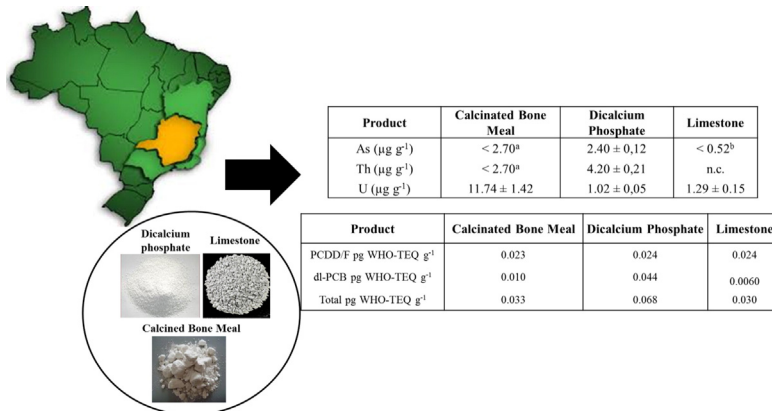 Product Calcinated Bone Meal Dicalcium Phosphate Limestone
As (µg g-1) < 2.70a 2.40 ± 0,12 < 0.52b
Th (µg g-1) < 2.70a 4.20 ± 0,21 n.c.
U (µg g-1) 11.74 ± 1.42 1.02 ± 0,05 1.29 ± 0.15
Product Calcinated Bone Meal Dicalcium Phosphate Limestone
PCDD/F pg WHO-TEQ g-1 0.023 0.024 0.024
dl-PCB pg WHO-TEQ g-1 0.010 0.044 0.0060
Total pg WHO-TEQ g-1 0.033 0.068 0.030
Dicalcium
phosphate
Limestone
Calcined Bone Meal